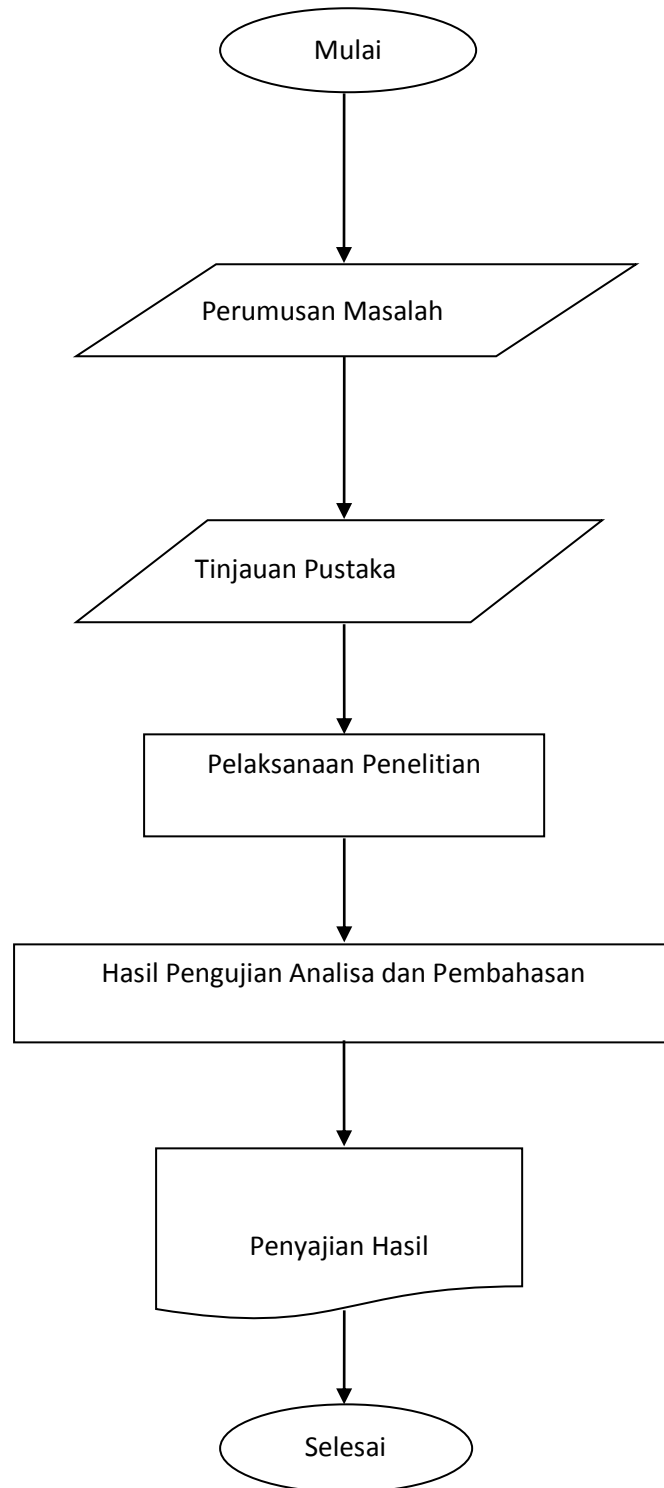 Mulai
Perumusan Masalah
Tinjauan Pustaka
Pelaksanaan Penelitian
Hasil Pengujian Analisa dan Pembahasan
Penyajian Hasil
Selesai